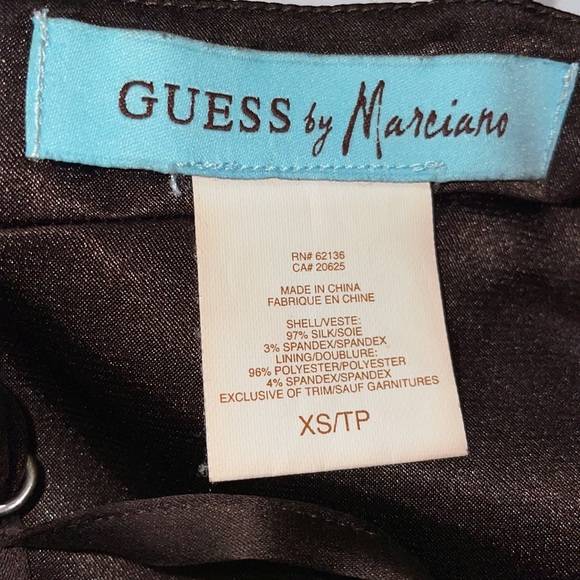 GUESS by Marciano
RN# 62136
CA# 20625
MADE IN CHINA
FABRIQUE EN CHINE
SHELL/VESTE:
97% SILK/SOIE
3% SPANDEX/SPANDEX
LINING/DOUBLURE:
96% POLYESTER/POLYESTER
4% SPANDEX/SPANDEX
EXCLUSIVE OF TRIM/SAUF GARNITURES
XS/TP